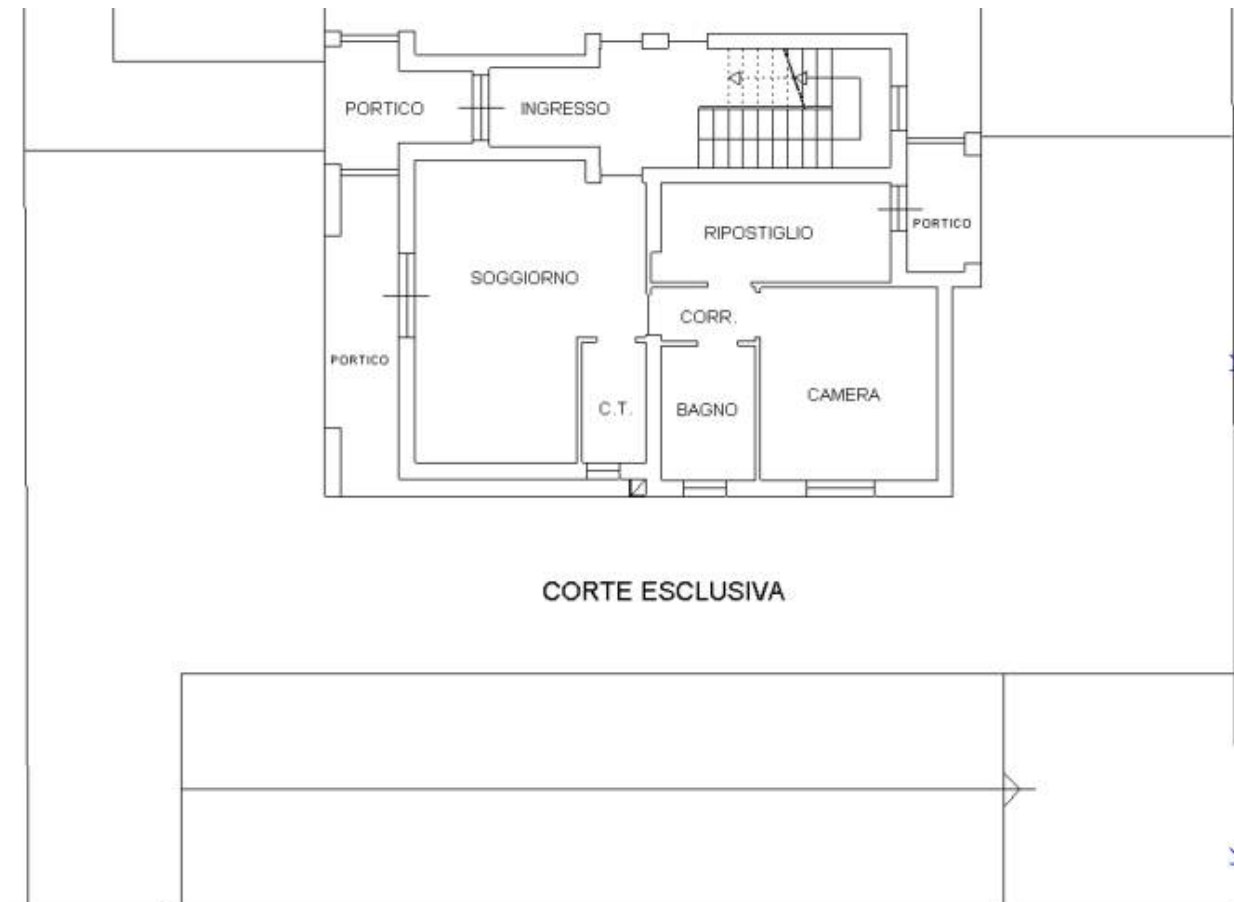 PORTICO
INGRESSO
RIPOSTIGLIO
PORTICO
SOGGIORNO
CORR.
PORTICO
C.T.
BAGNO
CAMERA
CORTE ESCLUSIVA